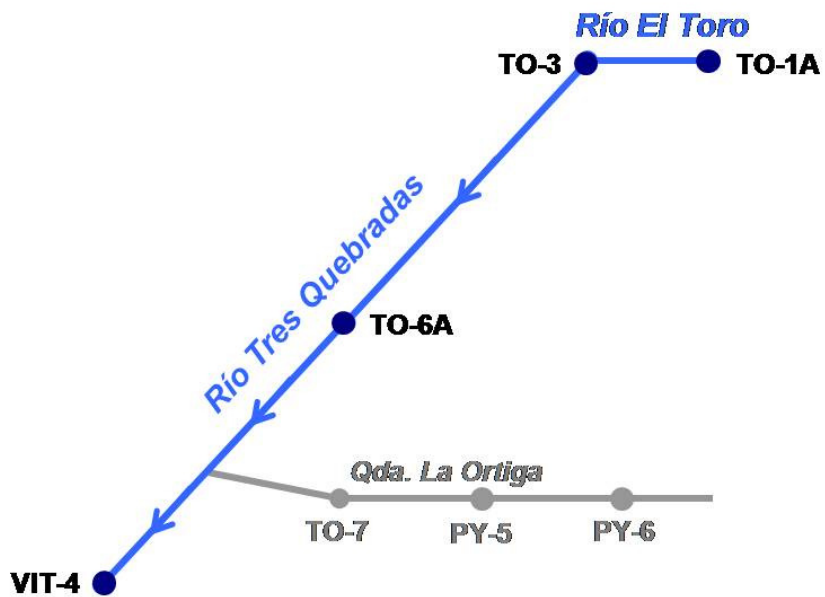 Río El Toro
TO-3
TO-1A
Río Tres Quebradas
TO-6A
Qda. La Ortiga
TO-7
PY-5
PY-6
VIT-4